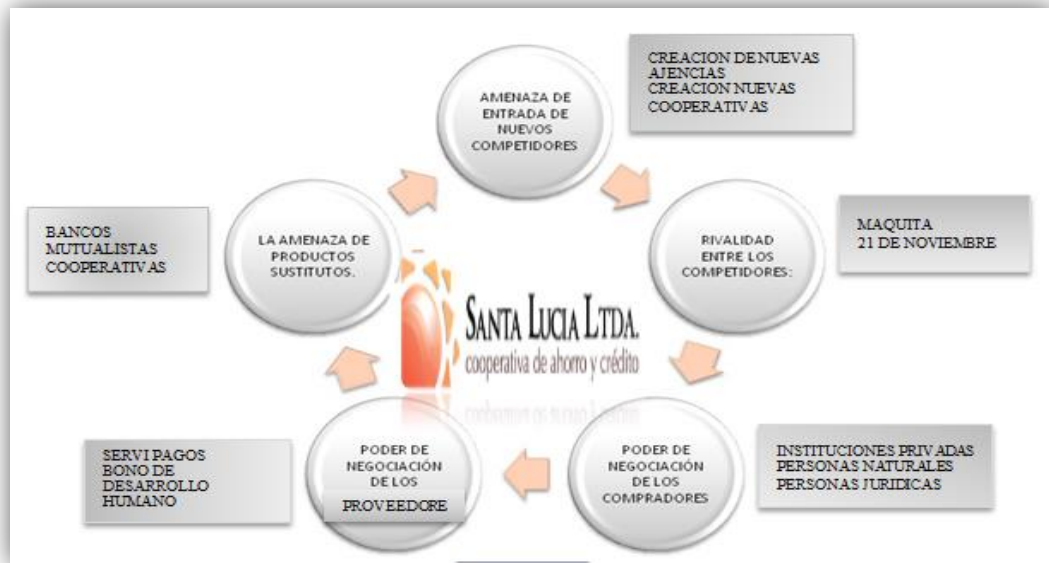 AMENAZA DE
ENTRADA DE
NUEVOS
COMPETIDORES
CREACION DE NUEVAS
AJENCIAS
CREACION NUEVAS
COOPERATIVAS
RIVALIDAD
ENTRE LOS
COMPETIDORES:
MAQUITA
21 DE NOVIEMBRE
PODER DE
NEGOCIACIÓN
DE LOS
COMPRADORES
INSTITUCIONES PRIVADAS
PERSONAS NATURALES
PERSONAS JURIDICAS
PODER DE
NEGOCIACIÓN
DE LOS
PROVEEDORE
SERVI PAGOS
BONO DE
DESARROLLO
HUMANO
LA AMENAZA DE
PRODUCTOS
SUSTITUTOS.
BANCOS
MUTUALISTAS
COOPERATIVAS
SANTA LUCIA LTDA.
cooperativa de ahorro y crédito